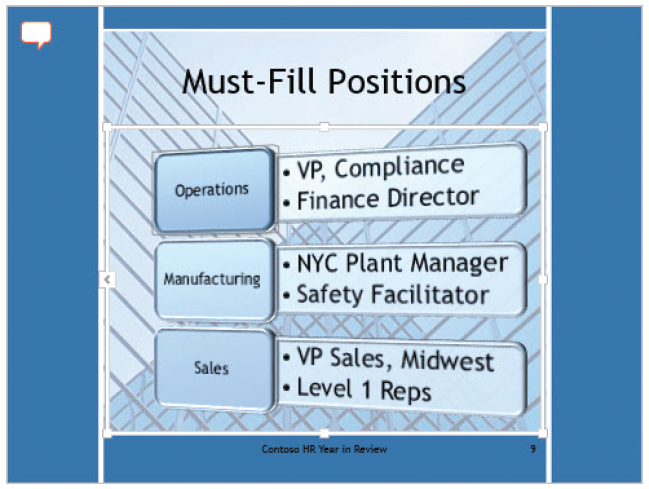 Must-Fill Positions
Operations
• VP, Compliance
• Finance Director
Manufacturing
• NYC Plant Manager
• Safety Facilitator
Sales
• VP Sales, Midwest
• Level 1 Reps
Contoso HR Year in Review
9